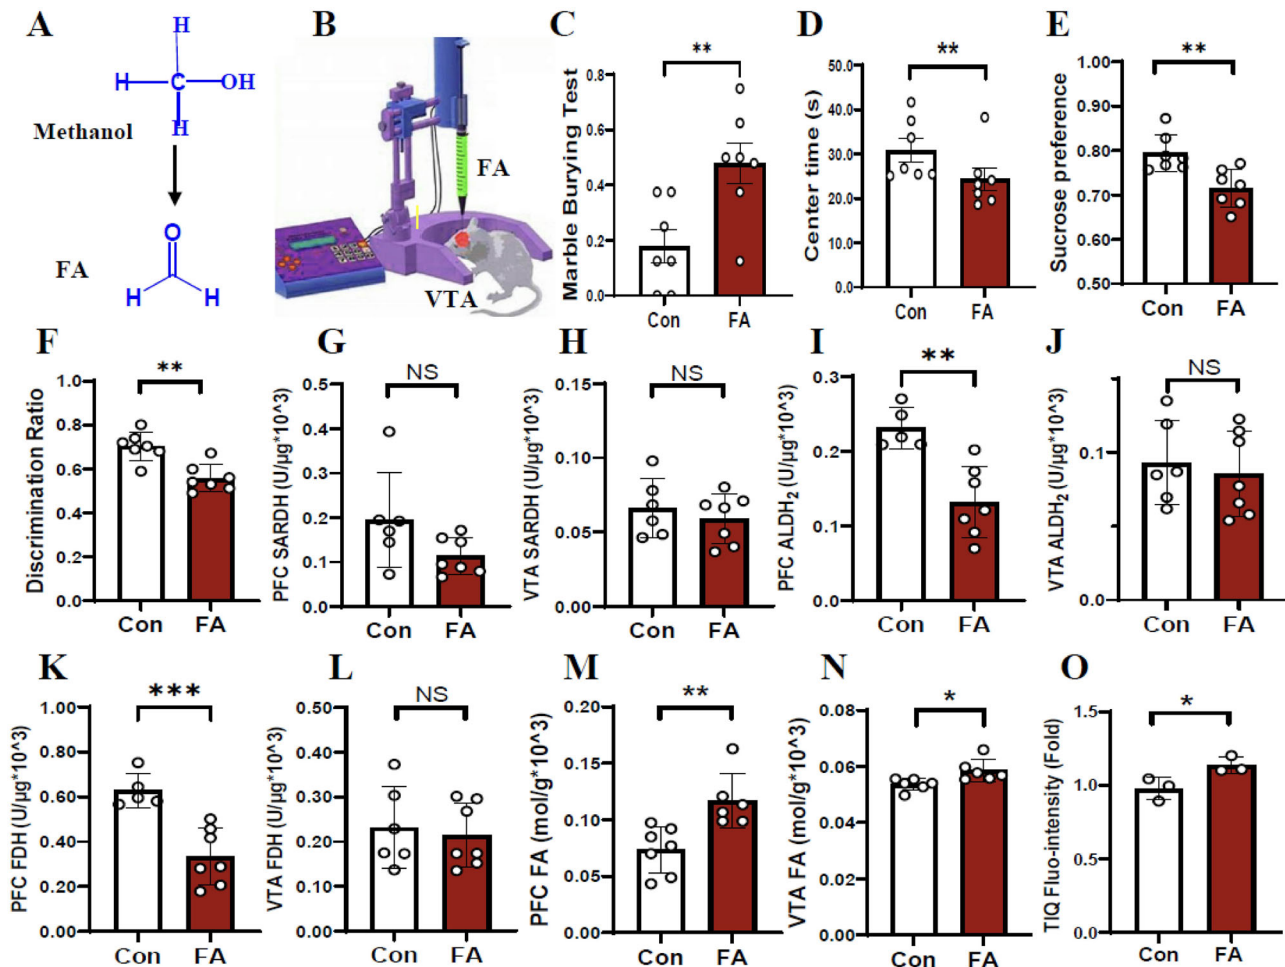 A
H
H
C
OH
Methanol
H
O
FA
H
H
B
FA
VTA
C
**
Marble Burying Test
0.8
0.6
0.4
0.2
0.0
Con
FA
D
**
Center time (s)
50.0
40.0
30.0
20.0
10.0
0.0
Con
FA
E
**
Sucrose preference
1.00
0.90
0.80
0.70
0.60
0.50
Con
FA
F
**
Discrimination Ratio
1.0
0.8
0.6
0.4
0.2
0.0
Con
FA
G
NS
PFC SARDH (U/µg*10^3)
0.5
0.4
0.3
0.2
0.1
0.0
Con
FA
H
NS
VTA SARDH (U/µg*10^3)
0.15
0.10
0.05
0.00
Con
FA
I
**
PFC ALDH₂ (U/µg*10^3)
0.3
0.2
0.1
0.0
Con
FA
J
NS
VTA ALDH₂ (U/µg*10^3)
0.1
0.0
Con
FA
K
***
PFC FDH (U/µg*10^3)
1.00
0.80
0.60
0.40
0.20
0.00
Con
FA
L
NS
VTA FDH (U/µg*10^3)
0.50
0.40
0.30
0.20
0.10
0.00
Con
FA
M
**
PFC FA (mol/g*10^3)
0.20
0.15
0.10
0.05
0.00
Con
FA
N
*
VTA FA (mol/g*10^3)
0.08
0.06
0.04
0.02
0.00
Con
FA
O
*
TIQ Fluo-intensity (Fold)
1.5
1.0
0.5
0.0
Con
FA